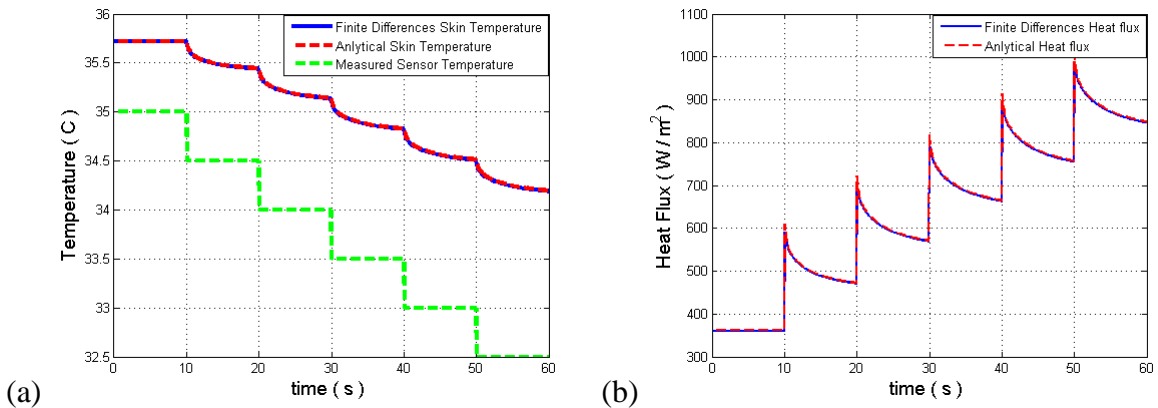 Finite Differences Skin Temperature
Anlytical Skin Temperature
Measured Sensor Temperature
36
35.5
35
34.5
34
33.5
33
32.5
Temperature ( C )
0 10 20 30 40 50 60
time ( s )
(a)
Finite Differences Heat flux
Anlytical Heat flux
1100
1000
900
800
700
600
500
400
300
Heat Flux ( W / m²)
0 10 20 30 40 50 60
time ( s )
(b)